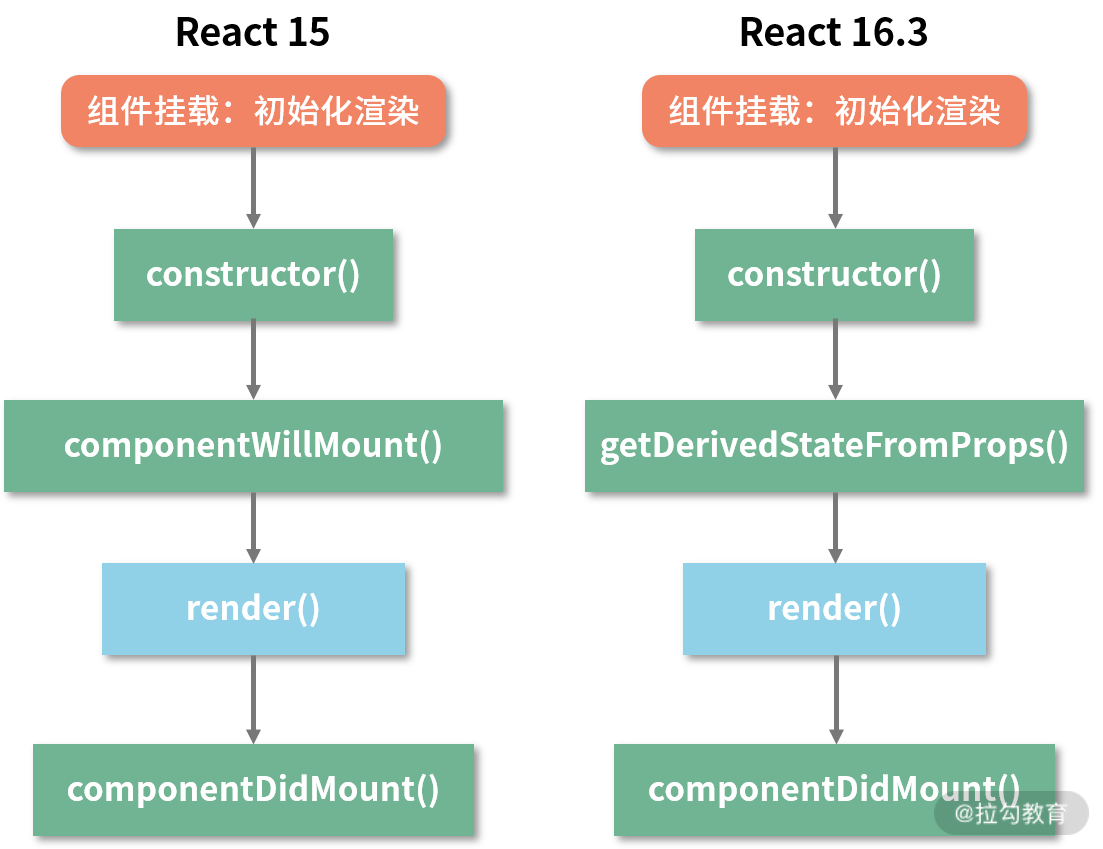 React 15
组件挂载：初始化渲染
constructor()
componentWillMount()
render()
componentDidMount()
React 16.3
组件挂载：初始化渲染
constructor()
getDerivedStateFromProps()
render()
componentDidMount()
@拉勾教育